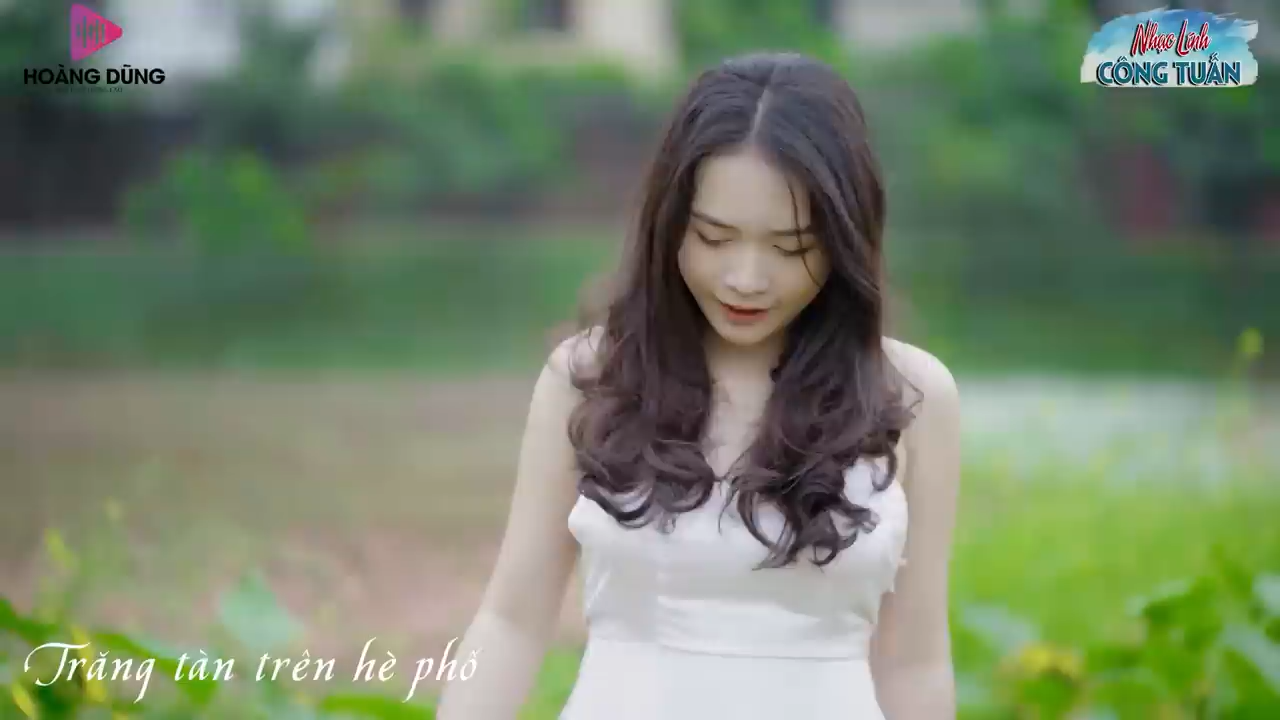 HOÀNG DŨNG
Nhạc Lính
CÔNG TUẤN
Trăng tàn trên hè phố